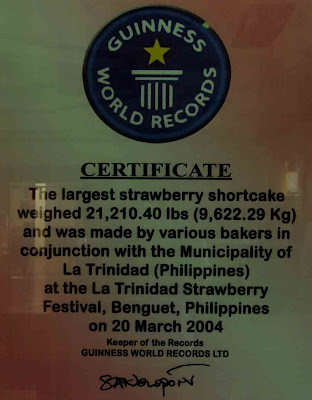 GUINNESS
WORLD RECORDS
CERTIFICATE
The largest strawberry shortcake
weighed 21,210.40 lbs (9,622.29 Kg)
and was made by various bakers in
conjunction with the Municipality of
La Trinidad (Philippines)
at the La Trinidad Strawberry
Festival, Benguet, Philippines
on 20 March 2004
Keeper of the Records
GUINNESS WORLD RECORDS LTD